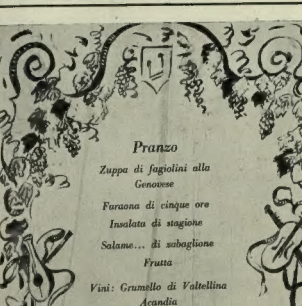 Pranzo
Zuppa di fagiolini alla
Genovese
Faraona di cinque ore
Insalata di stagione
Salame... di zabaglione
Frutta
Vini: Grumello di Valtellina
Acandia